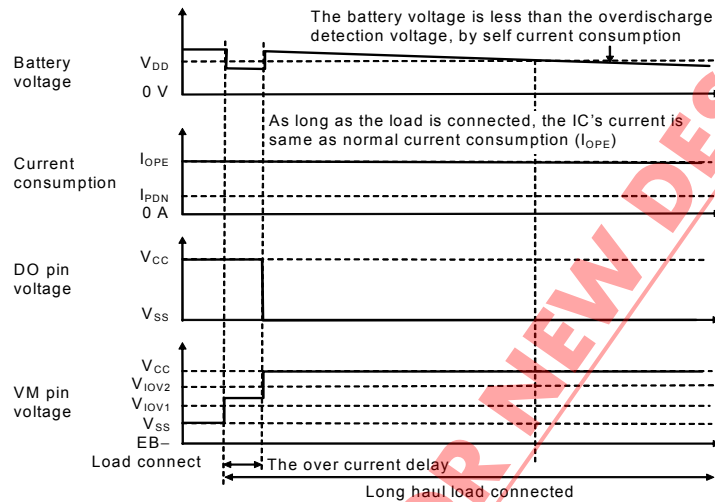 The battery voltage is less than the overdischarge
detection voltage, by self current consumption
Battery
voltage
VDD
0 V
As long as the load is connected, the IC's current is
same as normal current consumption (IOPE)
Current
consumption
IOPE
IPDN
0 A
DO pin
voltage
VCC
VSS
VM pin
voltage
VCC
VIOV2
VIOV1
VSS
EB−
Load connect
The over current delay
Long haul load connected
OR NEW DES